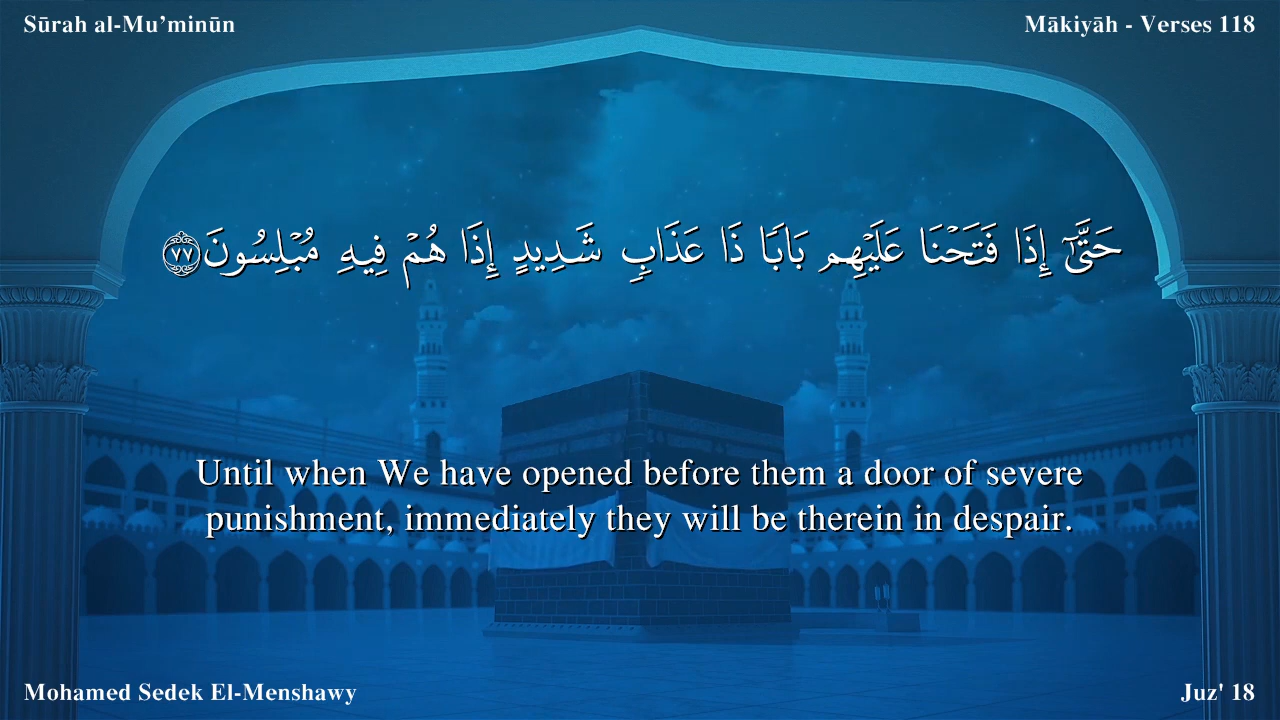 Sūrah al-Mu’minūn
Mākiyāh - Verses 118
حَتَّىٰٓ إِذَا فَتَحْنَا عَلَيْهِم بَابًا ذَا عَذَابٍ شَدِيدٍ إِذَا هُمْ فِيهِ مُبْلِسُونَ ٧٧
Until when We have opened before them a door of severe
punishment, immediately they will be therein in despair.
Mohamed Sedek El-Menshawy
Juz' 18